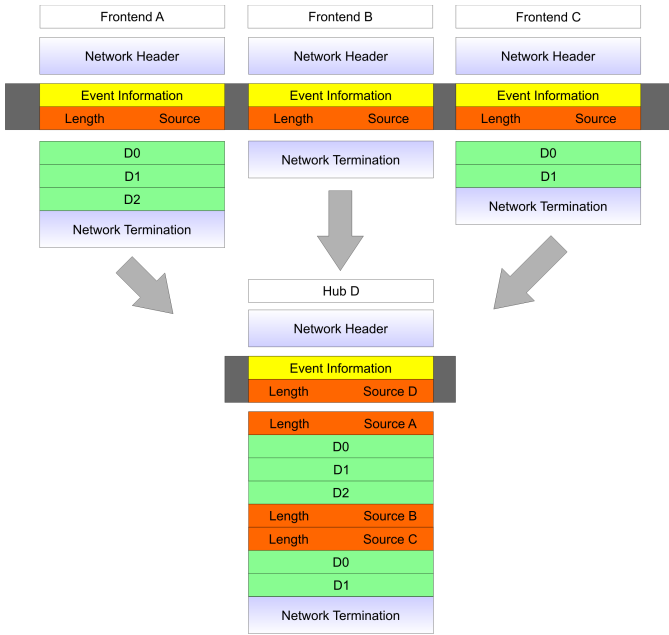 Frontend A Frontend B Frontend C
Network Header Network Header Network Header
Event Information Event Information Event Information
Length Source Length Source Length Source
D0 Network Termination D0
D1 D1
D2 Network Termination
Network Termination
Hub D
Network Header
Event Information
Length Source D
Length Source A
D0
D1
D2
Length Source B
Length Source C
D0
D1
Network Termination